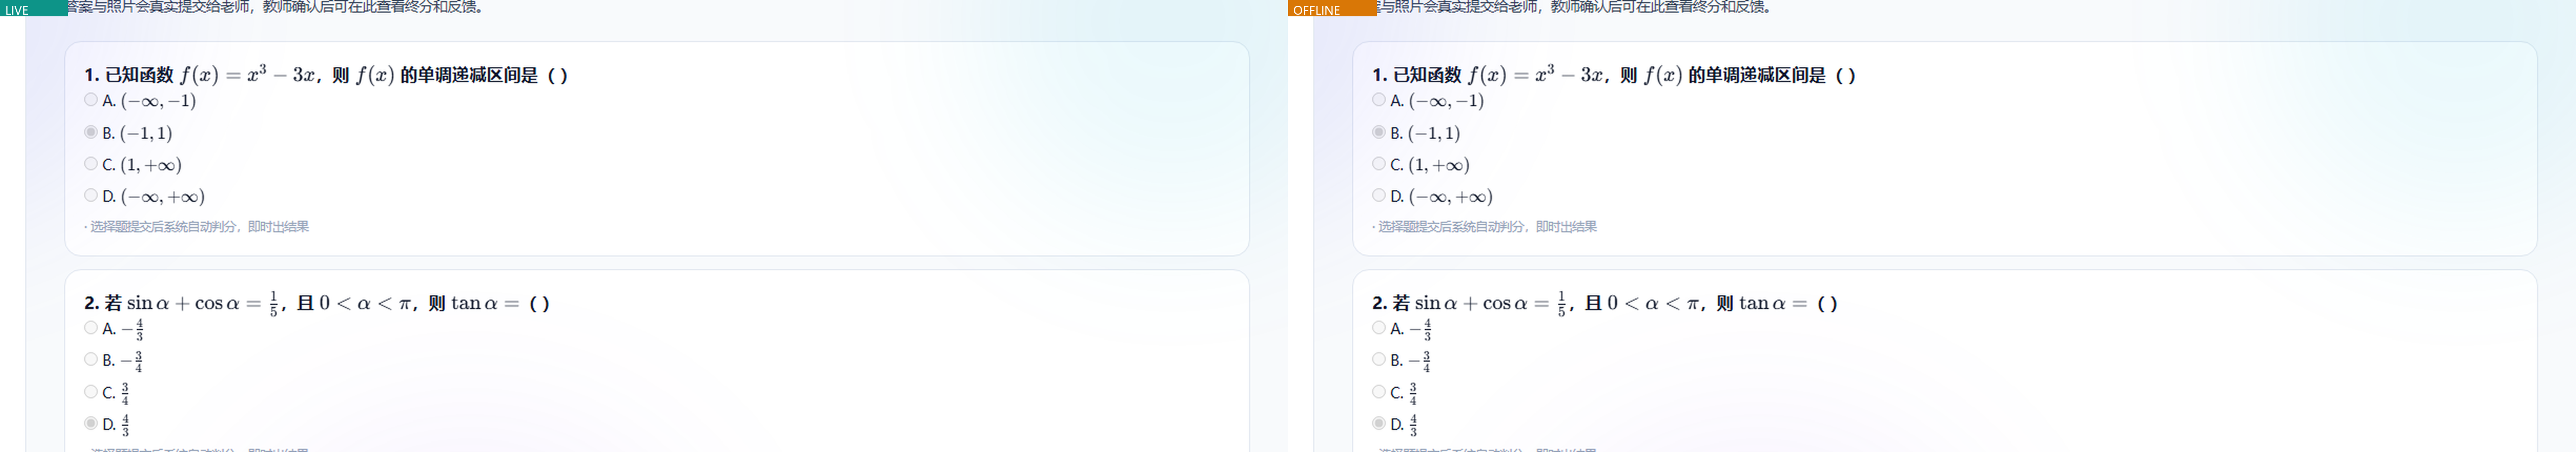 LIVE
答案与照片会真实提交给老师，教师确认后可在此查看终分和反馈。
1. 已知函数 f(x) = x³ − 3x，则 f(x) 的单调递减区间是（ ）
A. (−∞, −1)
B. (−1, 1)
C. (1, +∞)
D. (−∞, +∞)
· 选择题提交后系统自动判分，即时出结果
2. 若 sin α + cos α = 1/5，且 0 < α < π，则 tan α =（ ）
A. −4/3
B. −3/4
C. 3/4
D. 4/3
OFFLINE
与照片会真实提交给老师，教师确认后可在此查看终分和反馈。
1. 已知函数 f(x) = x³ − 3x，则 f(x) 的单调递减区间是（ ）
A. (−∞, −1)
B. (−1, 1)
C. (1, +∞)
D. (−∞, +∞)
· 选择题提交后系统自动判分，即时出结果
2. 若 sin α + cos α = 1/5，且 0 < α < π，则 tan α =（ ）
A. −4/3
B. −3/4
C. 3/4
D. 4/3